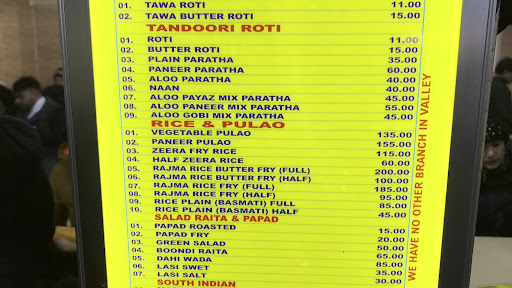 01. TAWA ROTI 11.00
02. TAWA BUTTER ROTI 15.00
TANDOORI ROTI
01. ROTI 11.00
02. BUTTER ROTI 15.00
03. PLAIN PARATHA 35.00
04. PANEER PARATHA 60.00
05. ALOO PARATHA 40.00
06. NAAN 40.00
07. ALOO PAYAZ MIX PARATHA 45.00
08. ALOO PANEER MIX PARATHA 55.00
09. ALOO GOBI MIX PARATHA 45.00
RICE & PULAO
01. VEGETABLE PULAO 135.00
02. PANEER PULAO 155.00
03. ZEERA FRY RICE 115.00
04. HALF ZEERA RICE 60.00
05. RAJMA RICE BUTTER FRY (FULL) 200.00
06. RAJMA RICE BUTTER FRY (HALF) 100.00
07. RAJMA RICE FRY (FULL) 185.00
08. RAJMA RICE FRY (HALF) 95.00
09. RICE PLAIN (BASMATI) FULL 85.00
10. RICE PLAIN (BASMATI) HALF 45.00
SALAD RAITA & PAPAD
01. PAPAD ROASTED 15.00
02. PAPAD FRY 20.00
03. GREEN SALAD 50.00
04. BOONDI RAITA 65.00
05. DAHI WADA 85.00
06. LASI SWET 35.00
07. LASI SALT 30.00
SOUTH INDIAN
WE HAVE NO OTHER BRANCH IN VALLEY